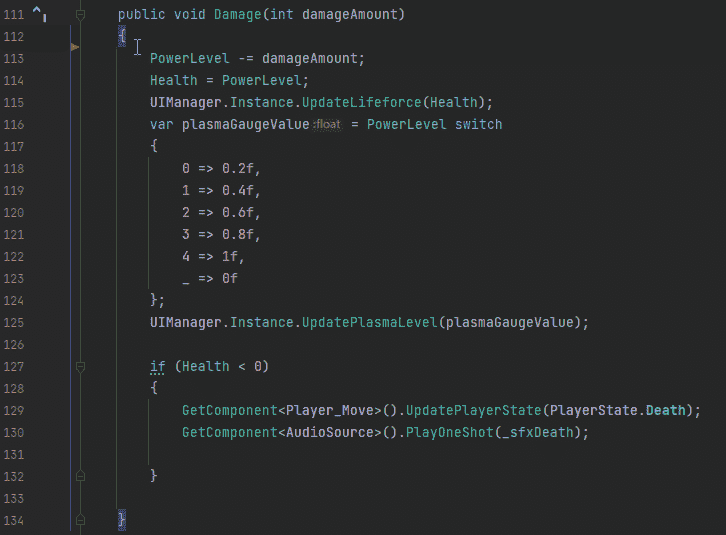 111 public void Damage(int damageAmount)
112 {
113 PowerLevel -= damageAmount;
114 Health = PowerLevel;
115 UIManager.Instance.UpdateLifeforce(Health);
116 var plasmaGaugeValue :float = PowerLevel switch
117 {
118 0 => 0.2f,
119 1 => 0.4f,
120 2 => 0.6f,
121 3 => 0.8f,
122 4 => 1f,
123 _ => 0f
124 };
125 UIManager.Instance.UpdatePlasmaLevel(plasmaGaugeValue);
126
127 if (Health < 0)
128 {
129 GetComponent<Player_Move>().UpdatePlayerState(PlayerState.Death);
130 GetComponent<AudioSource>().PlayOneShot(_sfxDeath);
131
132 }
133
134 }